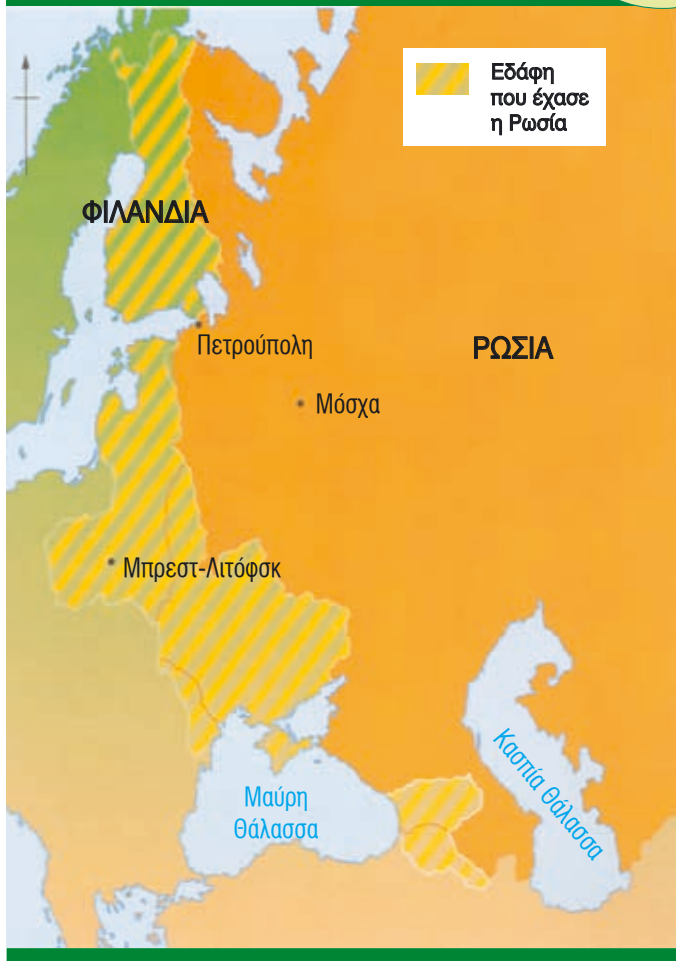 Εδάφη
που έχασε
η Ρωσία
ΦΙΛΑΝΔΙΑ
Πετρούπολη
ΡΩΣΙΑ
Μόσχα
Μπρεστ-Λιτόφσκ
Κασπία Θάλασσα
Μαύρη
Θάλασσα